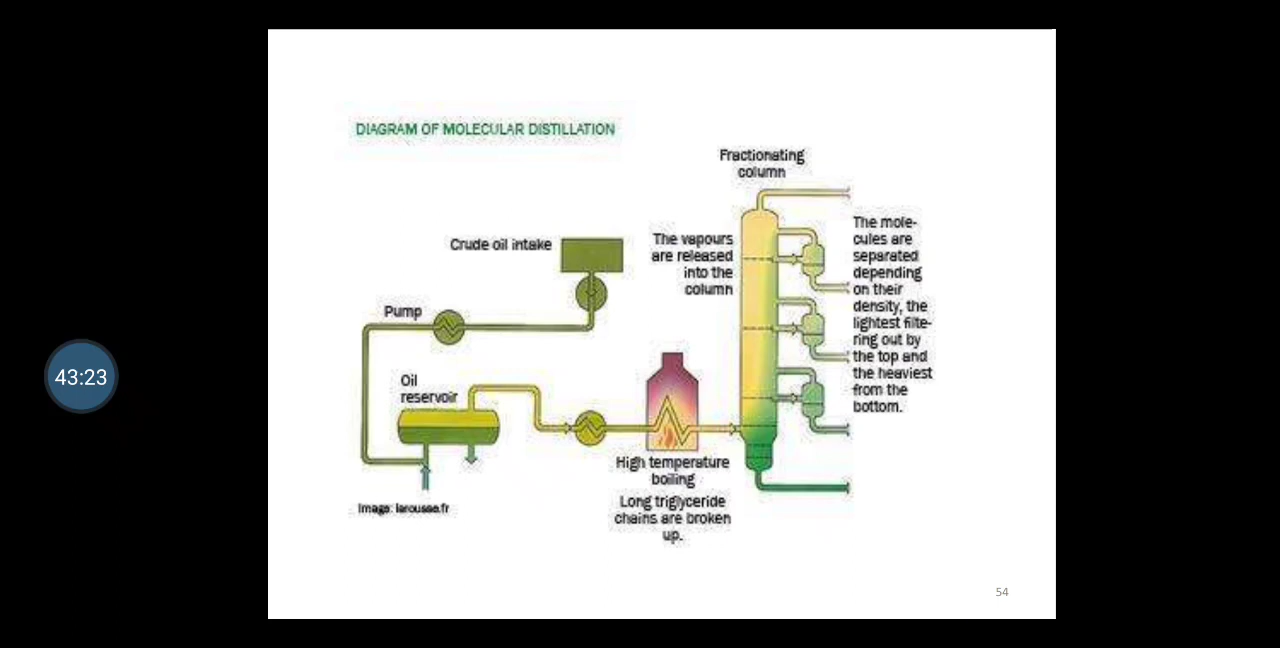 DIAGRAM OF MOLECULAR DISTILLATION
Fractionating
column
Crude oil intake
The vapours
are released
into the
column
The mole-
cules are
separated
depending
on their
density, the
lightest filte-
ring out by
the top and
the heaviest
from the
bottom.
Pump
43:23
Oil
reservoir
High temperature
boiling
Long triglyceride
chains are broken
up.
Image: larousse.fr
54